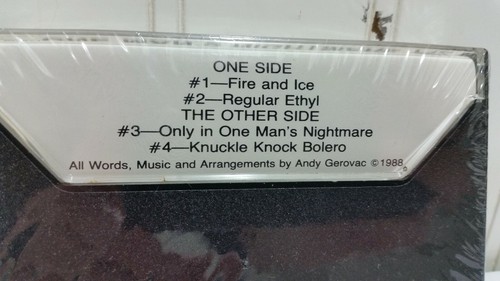 ONE SIDE
#1—Fire and Ice
#2—Regular Ethyl
THE OTHER SIDE
#3—Only in One Man's Nightmare
#4—Knuckle Knock Bolero
All Words, Music and Arrangements by Andy Gerovac ©1988